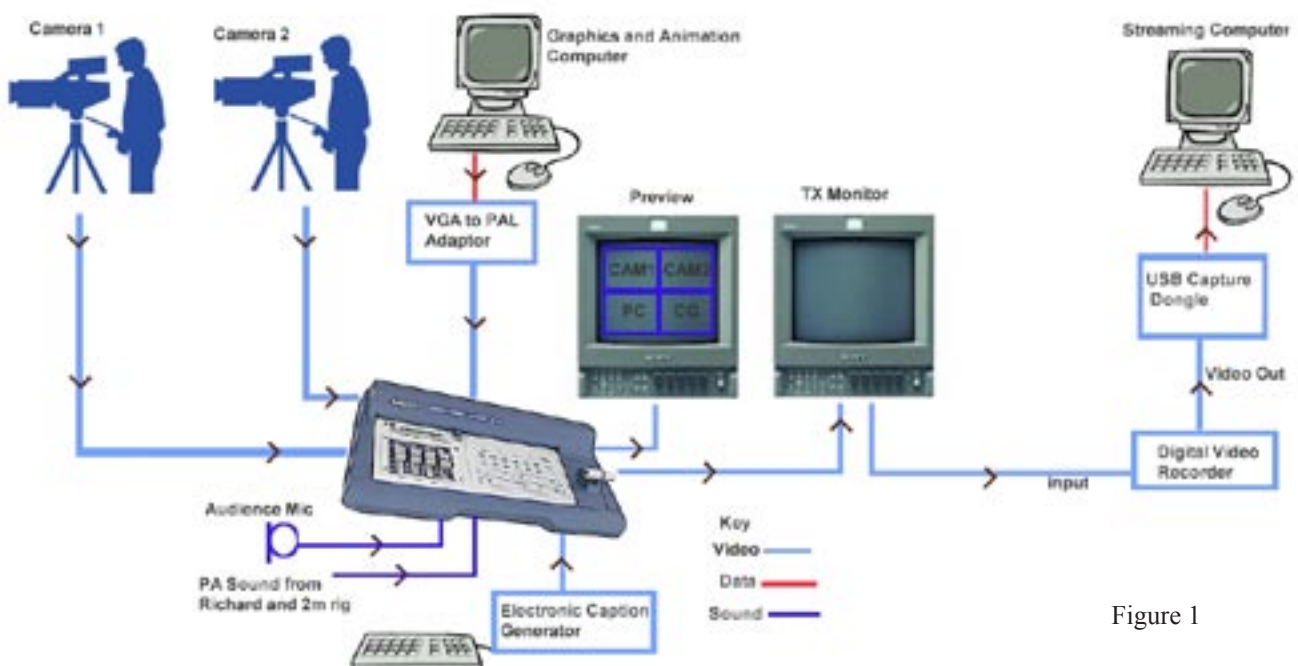 Camera 1
Camera 2
Graphics and Animation
Computer
Streaming Computer
VGA to PAL
Adaptor
Preview
TX Monitor
CAM1 CAM2
PC CG
USB Capture
Dongle
Video Out
Digital Video
Recorder
input
Audience Mic
PA Sound from
Richard and 2m rig
Electronic Caption
Generator
Key
Video
Data
Sound
Figure 1